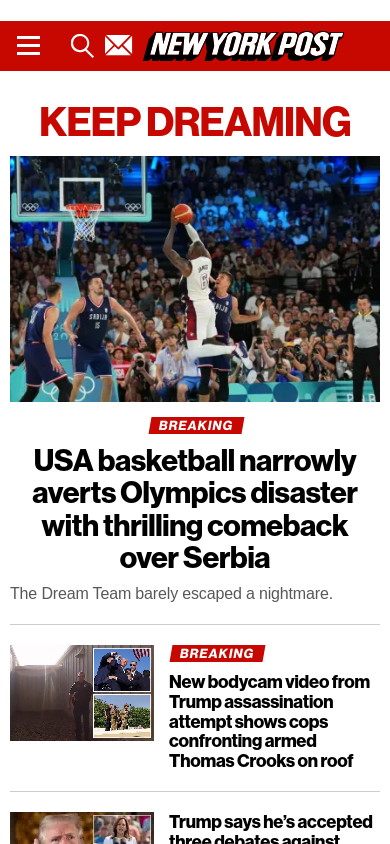 NEW YORK POST
KEEP DREAMING
BREAKING
USA basketball narrowly
averts Olympics disaster
with thrilling comeback
over Serbia
The Dream Team barely escaped a nightmare.
BREAKING
New bodycam video from
Trump assassination
attempt shows cops
confronting armed
Thomas Crooks on roof
Trump says he’s accepted
three debates against